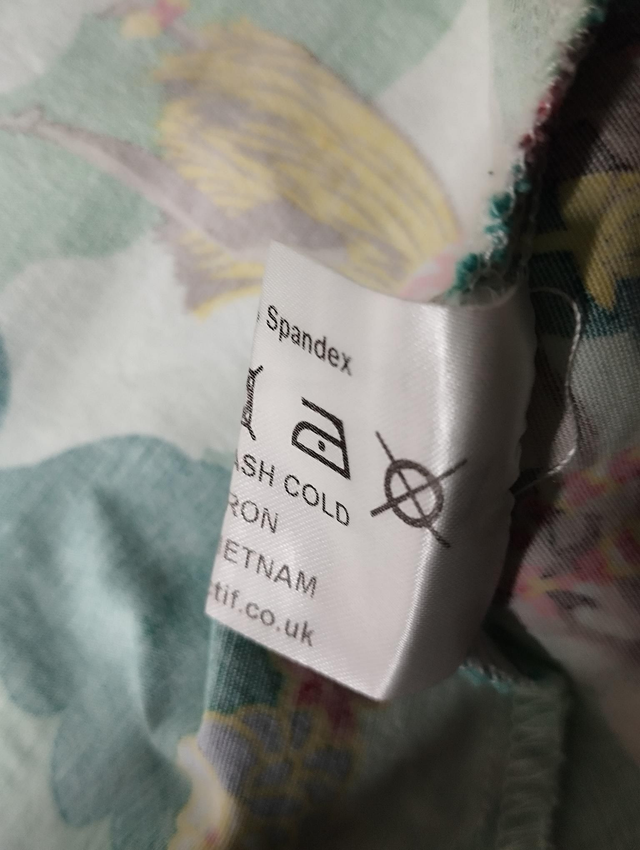 Spandex
ASH COLD
RON
ETNAM
tif.co.uk